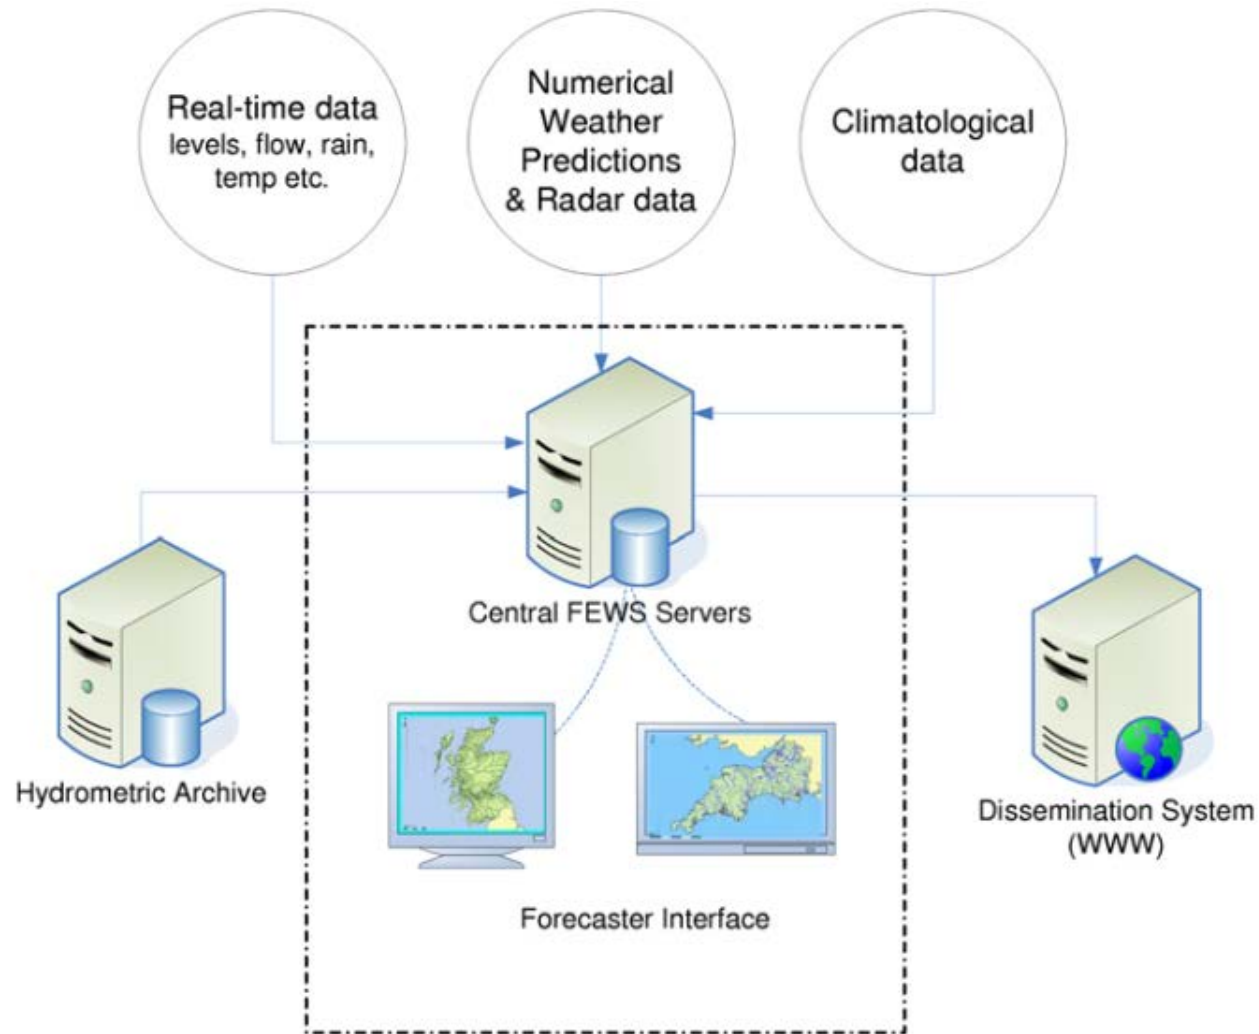 Real-time data
levels, flow, rain,
temp etc.
Numerical
Weather
Predictions
& Radar data
Climatological
data
Central FEWS Servers
Hydrometric Archive
Forecaster Interface
Dissemination System
(WWW)